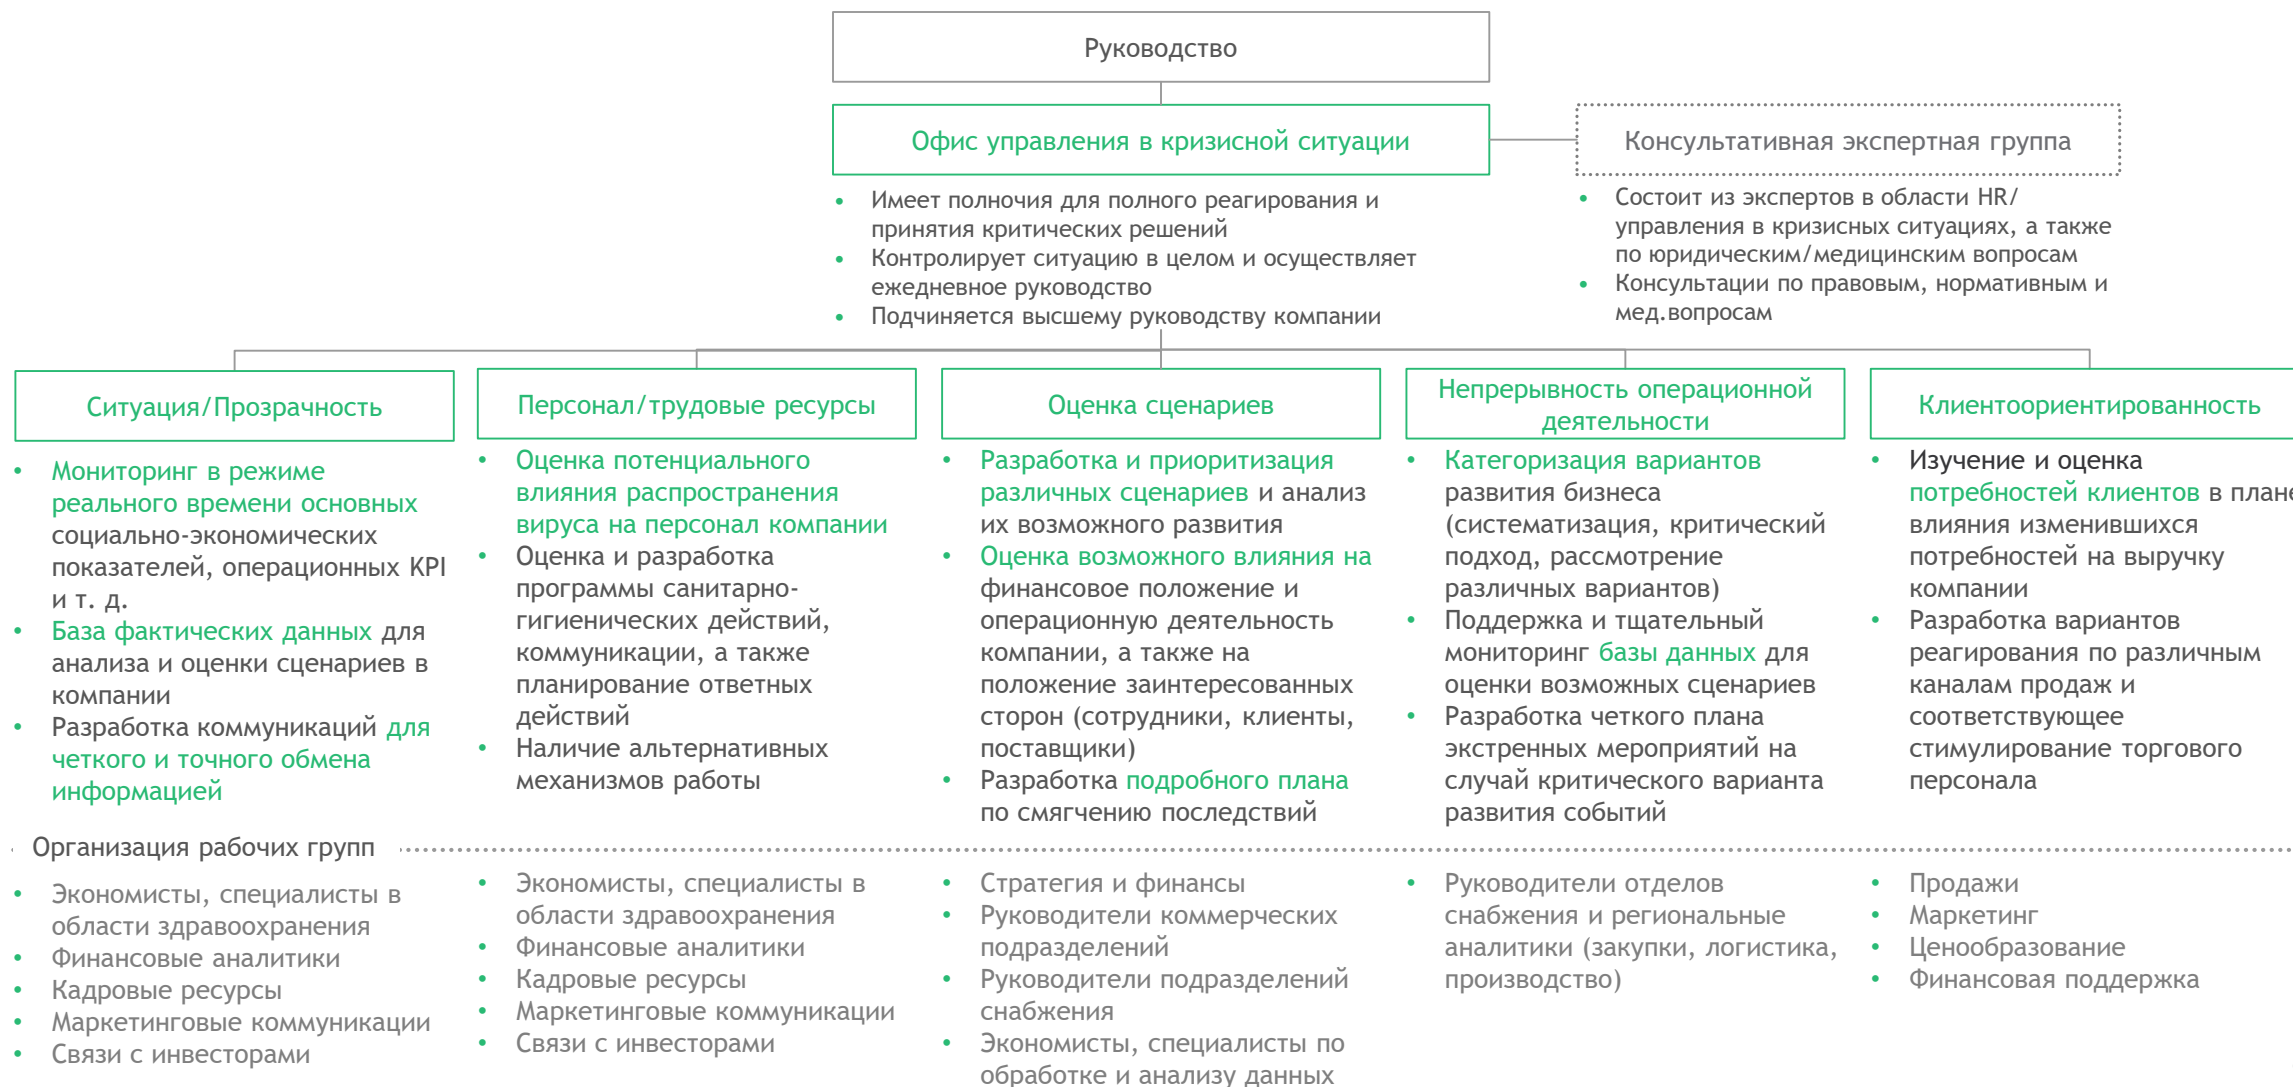 Руководство
Офис управления в кризисной ситуации
Консультативная экспертная группа
• Имеет полночия для полного реагирования и
принятия критических решений
• Контролирует ситуацию в целом и осуществляет
ежедневное руководство
• Подчиняется высшему руководству компании
• Состоит из экспертов в области HR/
управления в кризисных ситуациях, а также
по юридическим/медицинским вопросам
• Консультации по правовым, нормативным и
мед.вопросам
Ситуация/Прозрачность
• Мониторинг в режиме
реального времени основных
социально-экономических
показателей, операционных KPI
и т. д.
• База фактических данных для
анализа и оценки сценариев в
компании
• Разработка коммуникаций для
четкого и точного обмена
информацией
Персонал/трудовые ресурсы
• Оценка потенциального
влияния распространения
вируса на персонал компании
• Оценка и разработка
программы санитарно-
гигиенических действий,
коммуникации, а также
планирование ответных
действий
• Наличие альтернативных
механизмов работы
Оценка сценариев
• Разработка и приоритизация
различных сценариев и анализ
их возможного развития
• Оценка возможного влияния на
финансовое положение и
операционную деятельность
компании, а также на
положение заинтересованных
сторон (сотрудники, клиенты,
поставщики)
• Разработка подробного плана
по смягчению последствий
Непрерывность операционной
деятельности
• Категоризация вариантов
развития бизнеса
(систематизация, критический
подход, рассмотрение
различных вариантов)
• Поддержка и тщательный
мониторинг базы данных для
оценки возможных сценариев
• Разработка четкого плана
экстренных мероприятий на
случай критического варианта
развития событий
Клиентоориентированность
• Изучение и оценка
потребностей клиентов в плане
влияния изменившихся
потребностей на выручку
компании
• Разработка вариантов
реагирования по различным
каналам продаж и
соответствующее
стимулирование торгового
персонала
Организация рабочих групп
• Экономисты, специалисты в
области здравоохранения
• Финансовые аналитики
• Кадровые ресурсы
• Маркетинговые коммуникации
• Связи с инвесторами
• Экономисты, специалисты в
области здравоохранения
• Финансовые аналитики
• Кадровые ресурсы
• Маркетинговые коммуникации
• Связи с инвесторами
• Стратегия и финансы
• Руководители коммерческих
подразделений
• Руководители подразделений
снабжения
• Экономисты, специалисты по
обработке и анализу данных
• Руководители отделов
снабжения и региональные
аналитики (закупки, логистика,
производство)
• Продажи
• Маркетинг
• Ценообразование
• Финансовая поддержка